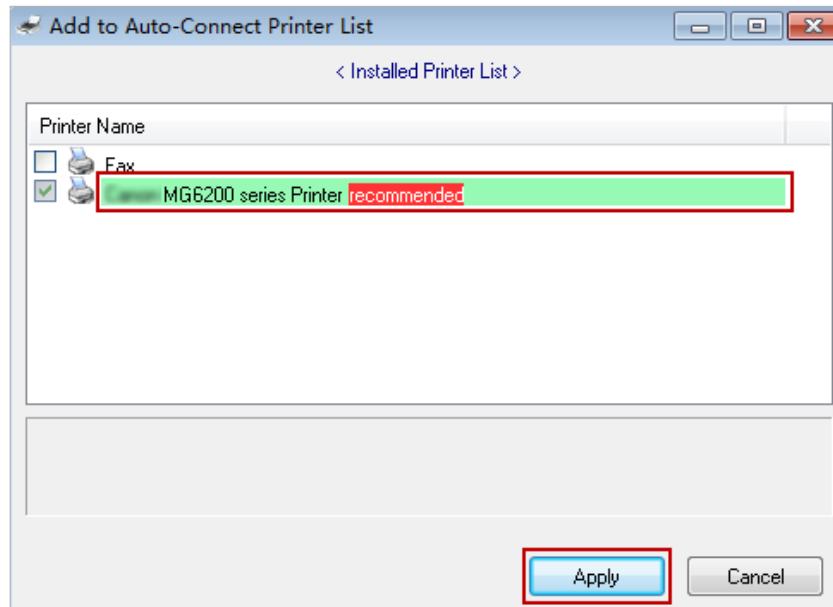 Add to Auto-Connect Printer List
< Installed Printer List >
Printer Name
Fax
MG6200 series Printer recommended
Apply
Cancel